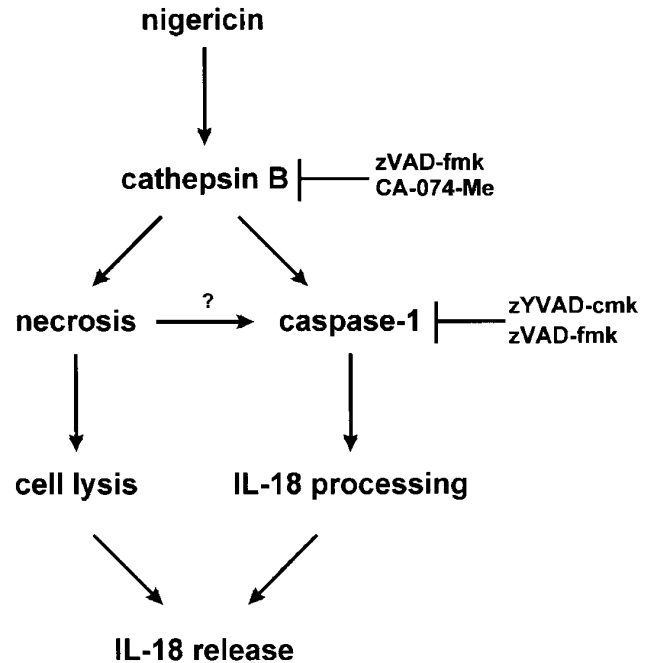 nigericin
cathepsin B
zVAD-fmk
CA-074-Me
necrosis
?
caspase-1
zYVAD-cmk
zVAD-fmk
cell lysis
IL-18 processing
IL-18 release